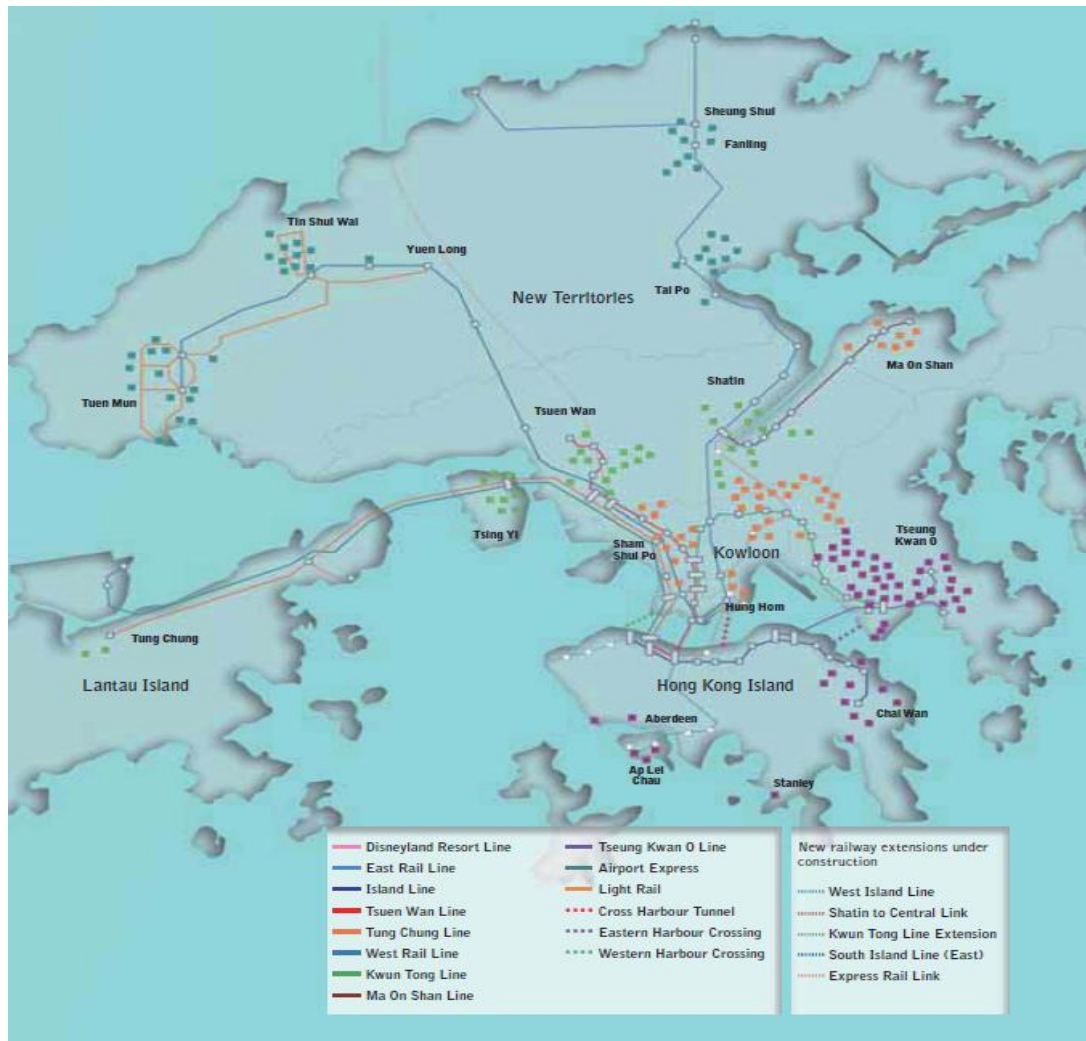 Sheung Shui
Fanling
Tin Shui Wai
Yuen Long
New Territories
Tai Po
Ma On Shan
Shatin
Tuen Mun
Tsuen Wan
Tsing Yi
Sham
Shui Po
Kowloon
Tseung
Kwan O
Hung Hom
Tung Chung
Lantau Island
Hong Kong Island
Aberdeen
Chai Wan
Ap Lei
Chau
Stanley
Disneyland Resort Line
East Rail Line
Island Line
Tsuen Wan Line
Tung Chung Line
West Rail Line
Kwun Tong Line
Ma On Shan Line
Tseung Kwan O Line
Airport Express
Light Rail
Cross Harbour Tunnel
Eastern Harbour Crossing
Western Harbour Crossing
New railway extensions under
construction
West Island Line
Shatin to Central Link
Kwun Tong Line Extension
South Island Line (East)
Express Rail Link